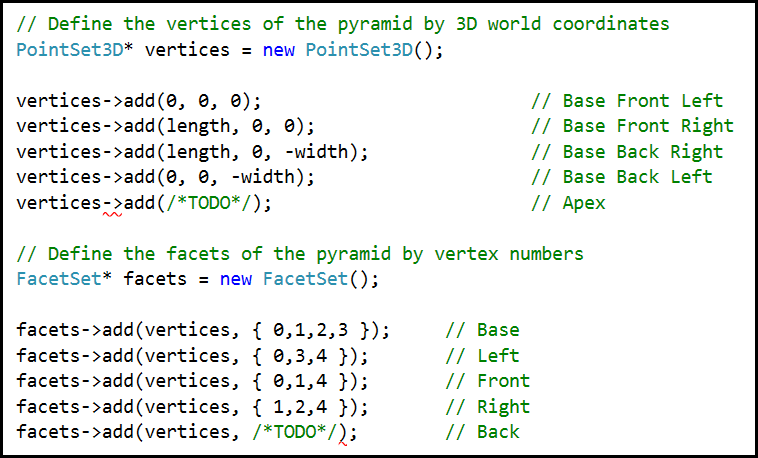 // Define the vertices of the pyramid by 3D world coordinates
PointSet3D* vertices = new PointSet3D();
vertices->add(0, 0, 0); // Base Front Left
vertices->add(length, 0, 0); // Base Front Right
vertices->add(length, 0, -width); // Base Back Right
vertices->add(0, 0, -width); // Base Back Left
vertices->add(/*TODO*/); // Apex
// Define the facets of the pyramid by vertex numbers
FacetSet* facets = new FacetSet();
facets->add(vertices, { 0,1,2,3 }); // Base
facets->add(vertices, { 0,3,4 }); // Left
facets->add(vertices, { 0,1,4 }); // Front
facets->add(vertices, { 1,2,4 }); // Right
facets->add(vertices, /*TODO*/); // Back